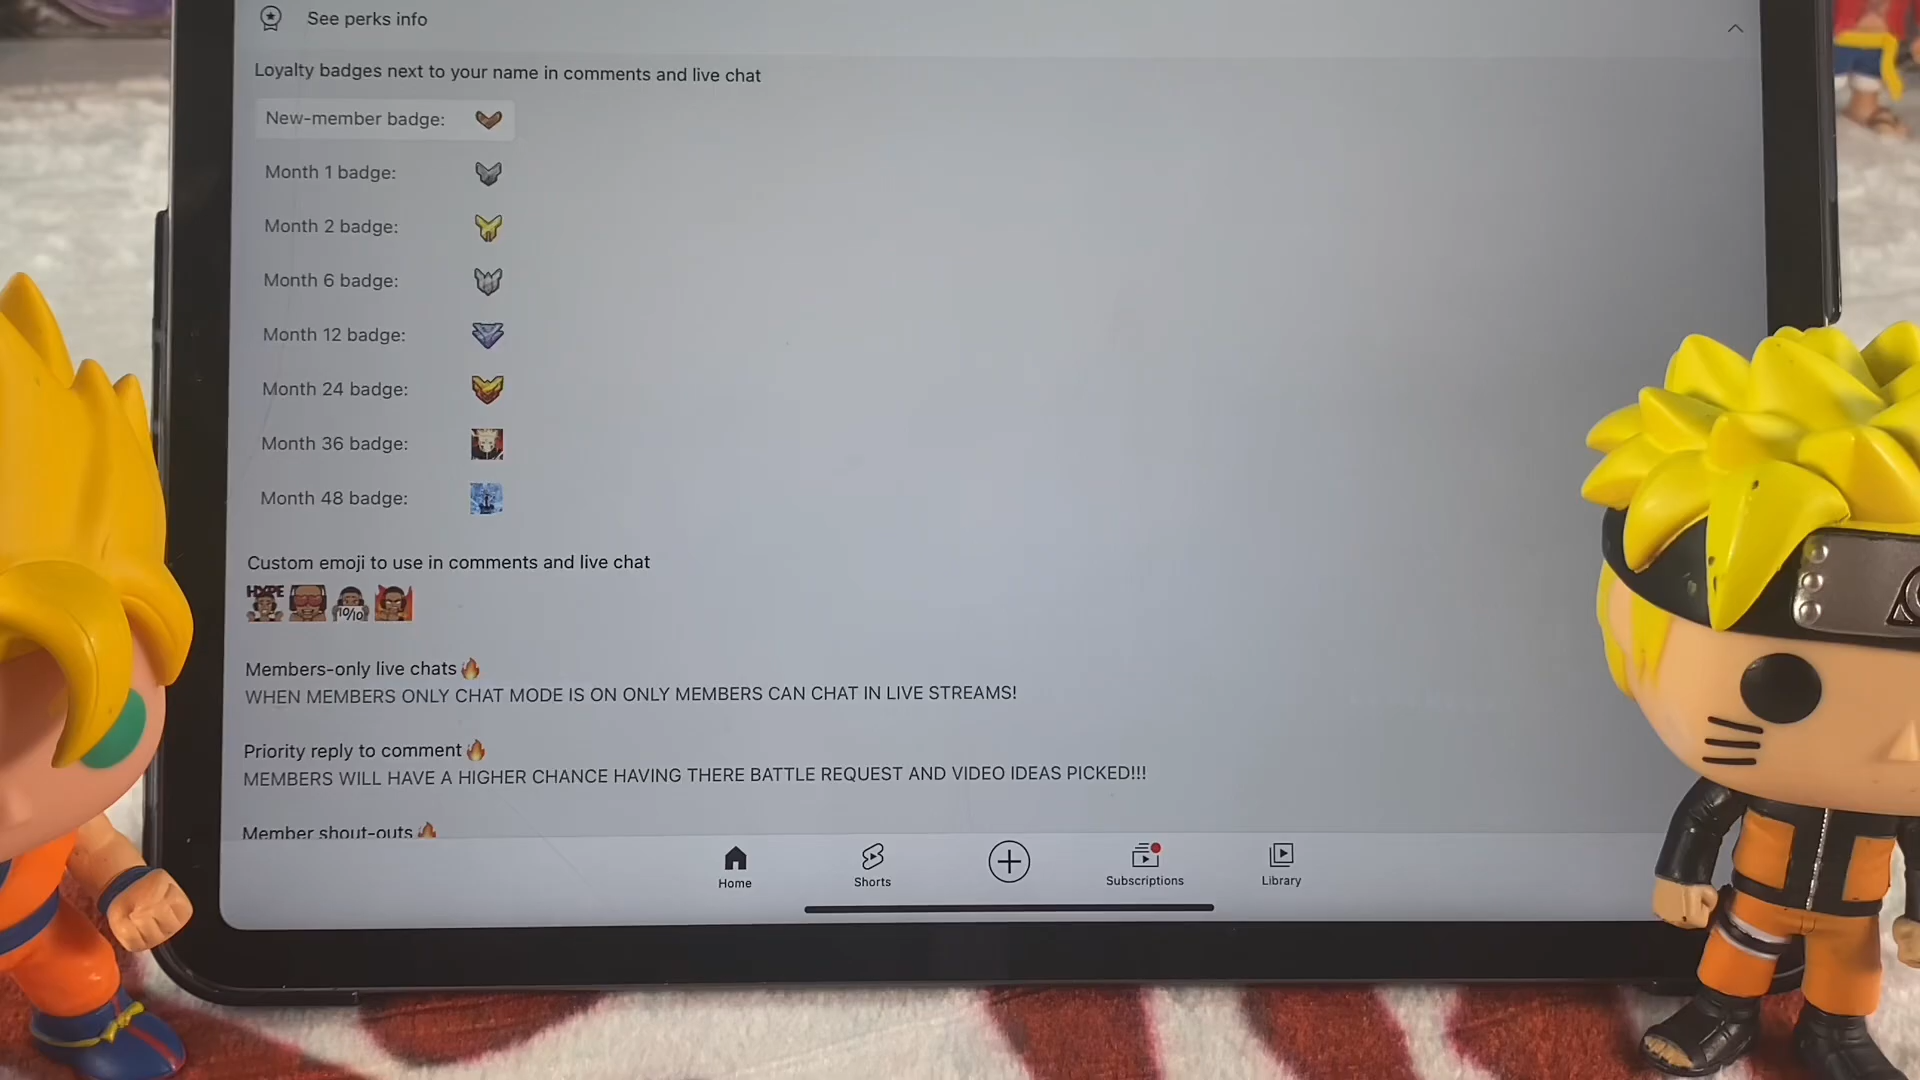 See perks info
Loyalty badges next to your name in comments and live chat
New-member badge:
Month 1 badge:
Month 2 badge:
Month 6 badge:
Month 12 badge:
Month 24 badge:
Month 36 badge:
Month 48 badge:
Custom emoji to use in comments and live chat
HYPE
10/10
Members-only live chats🔥
WHEN MEMBERS ONLY CHAT MODE IS ON ONLY MEMBERS CAN CHAT IN LIVE STREAMS!
Priority reply to comment🔥
MEMBERS WILL HAVE A HIGHER CHANCE HAVING THERE BATTLE REQUEST AND VIDEO IDEAS PICKED!!!
Member shout-outs🔥
Home
Shorts
Subscriptions
Library